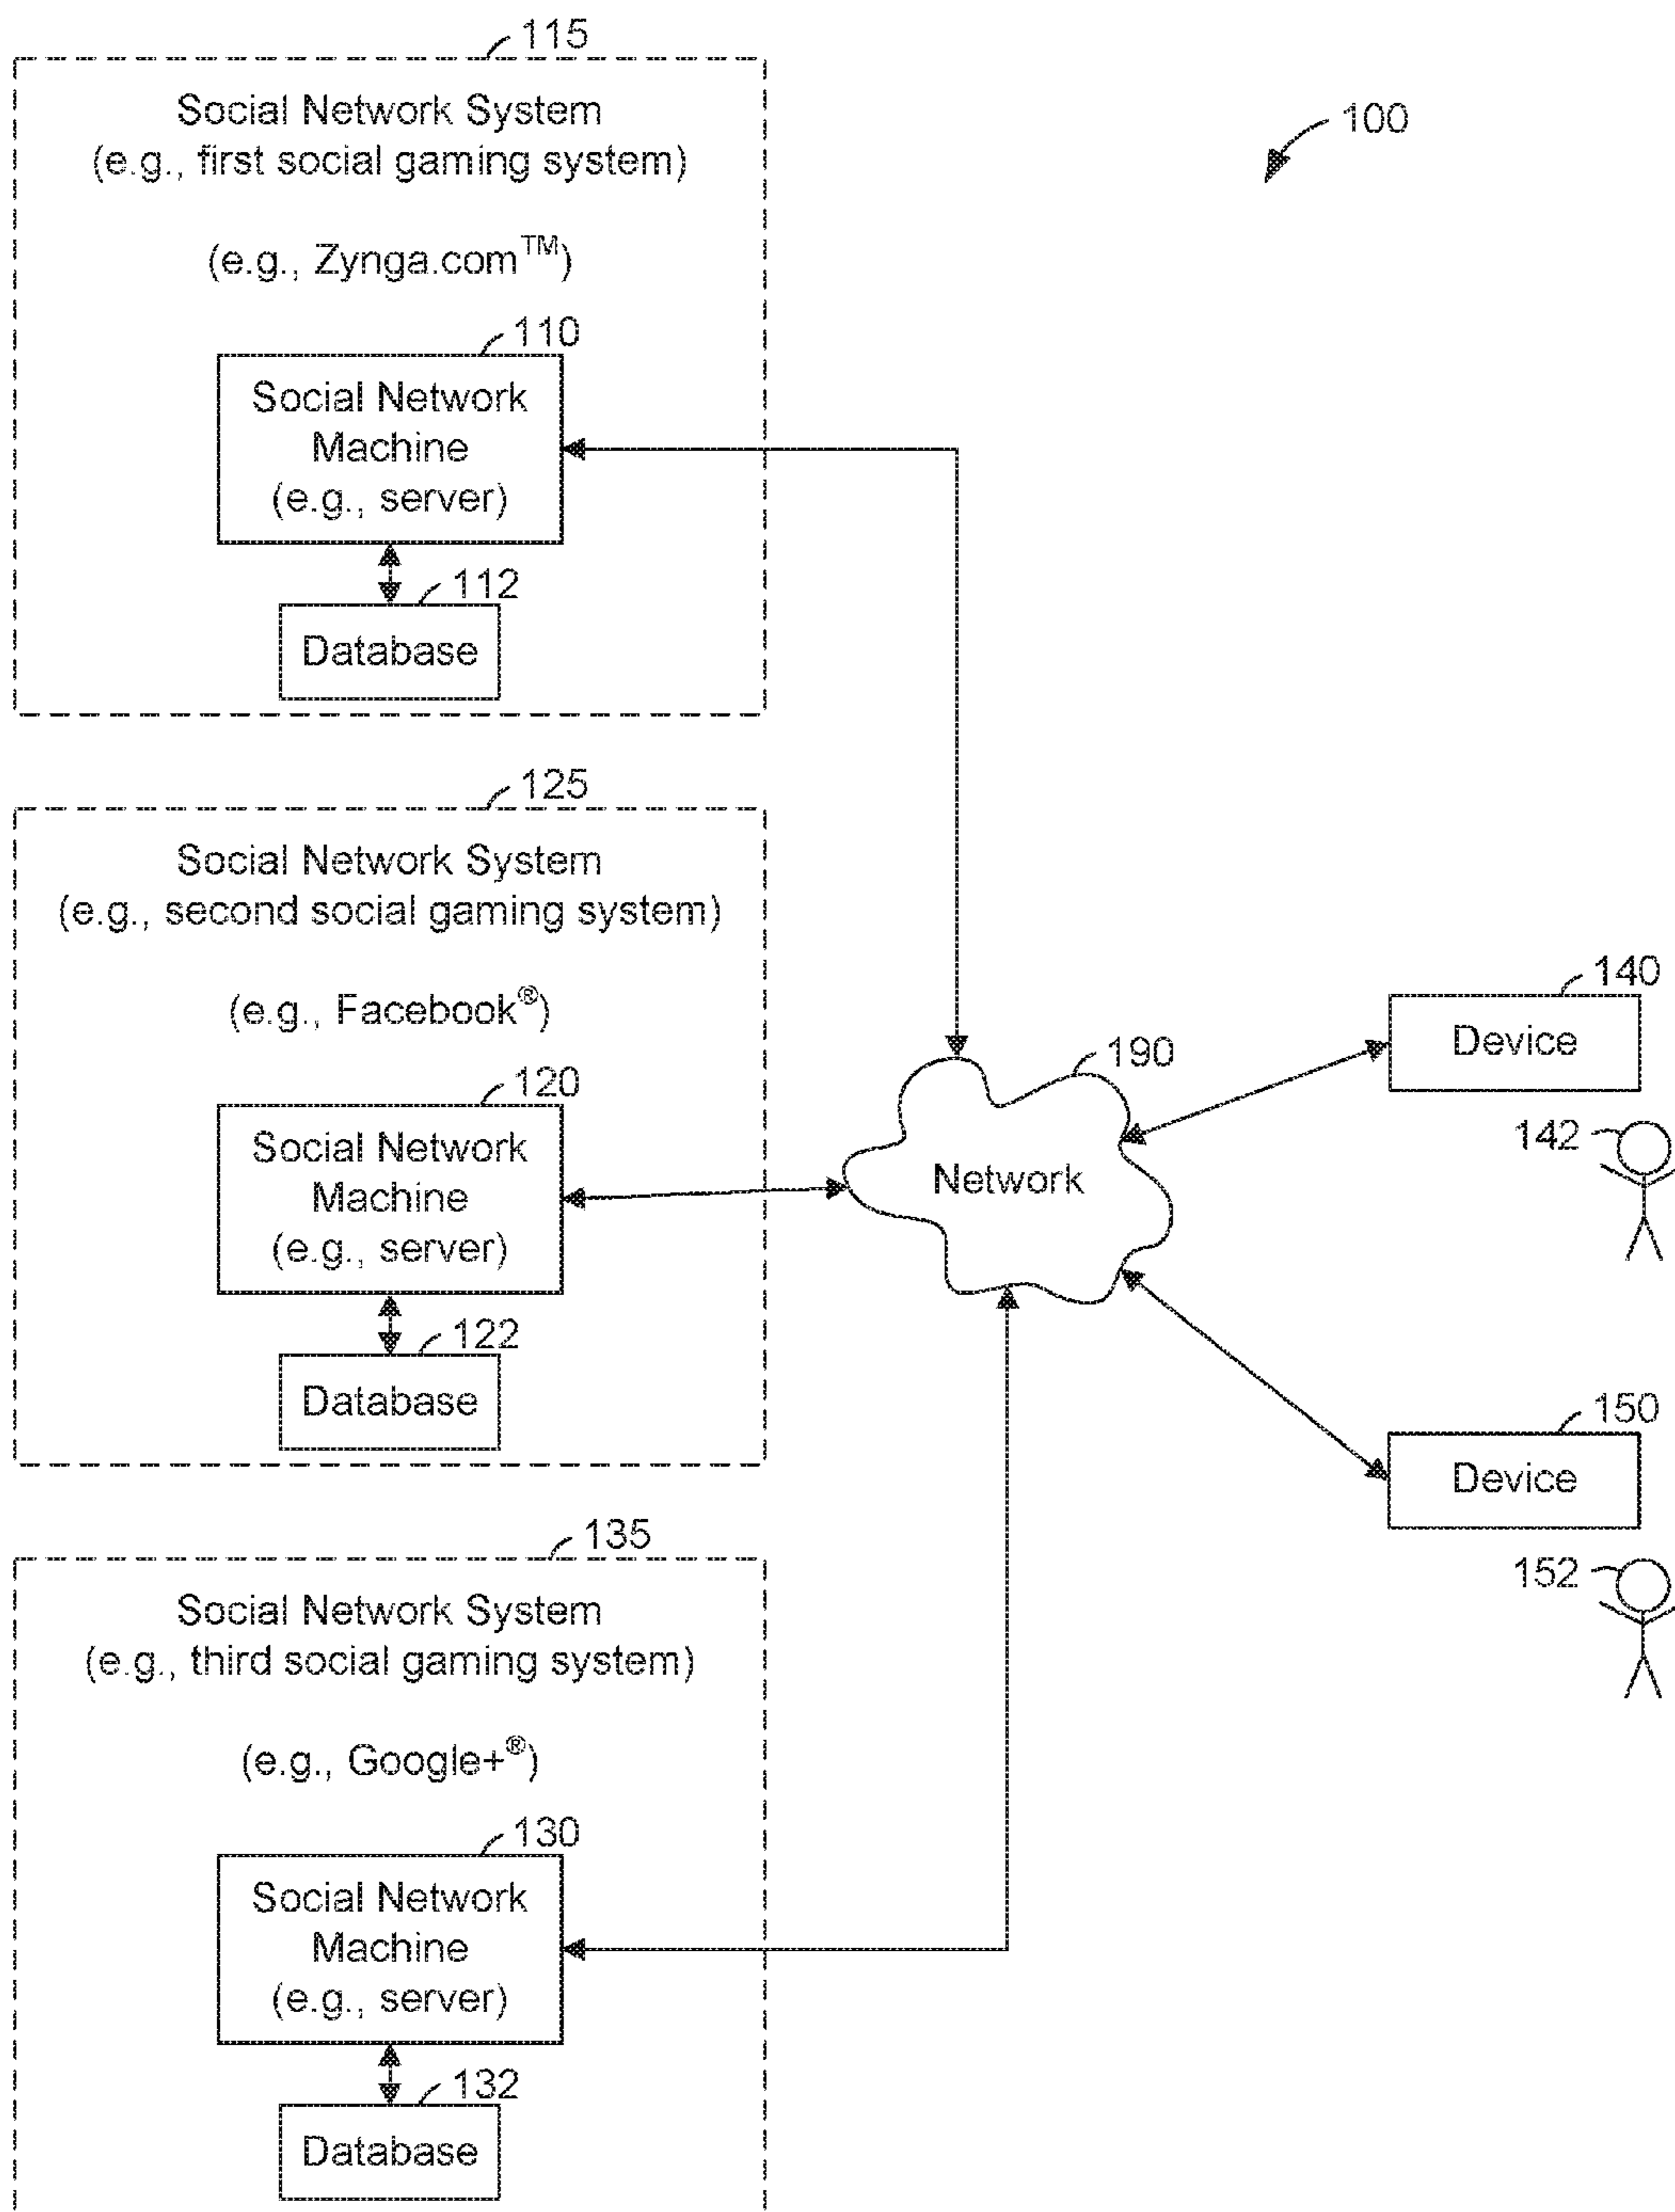 115
Social Network System
(e.g., first social gaming system)
(e.g., Zynga.com™)
110
Social Network
Machine
(e.g., server)
112
Database
100
125
Social Network System
(e.g., second social gaming system)
(e.g., Facebook®)
120
Social Network
Machine
(e.g., server)
122
Database
190
Network
140
Device
142
150
Device
152
135
Social Network System
(e.g., third social gaming system)
(e.g., Google+®)
130
Social Network
Machine
(e.g., server)
132
Database